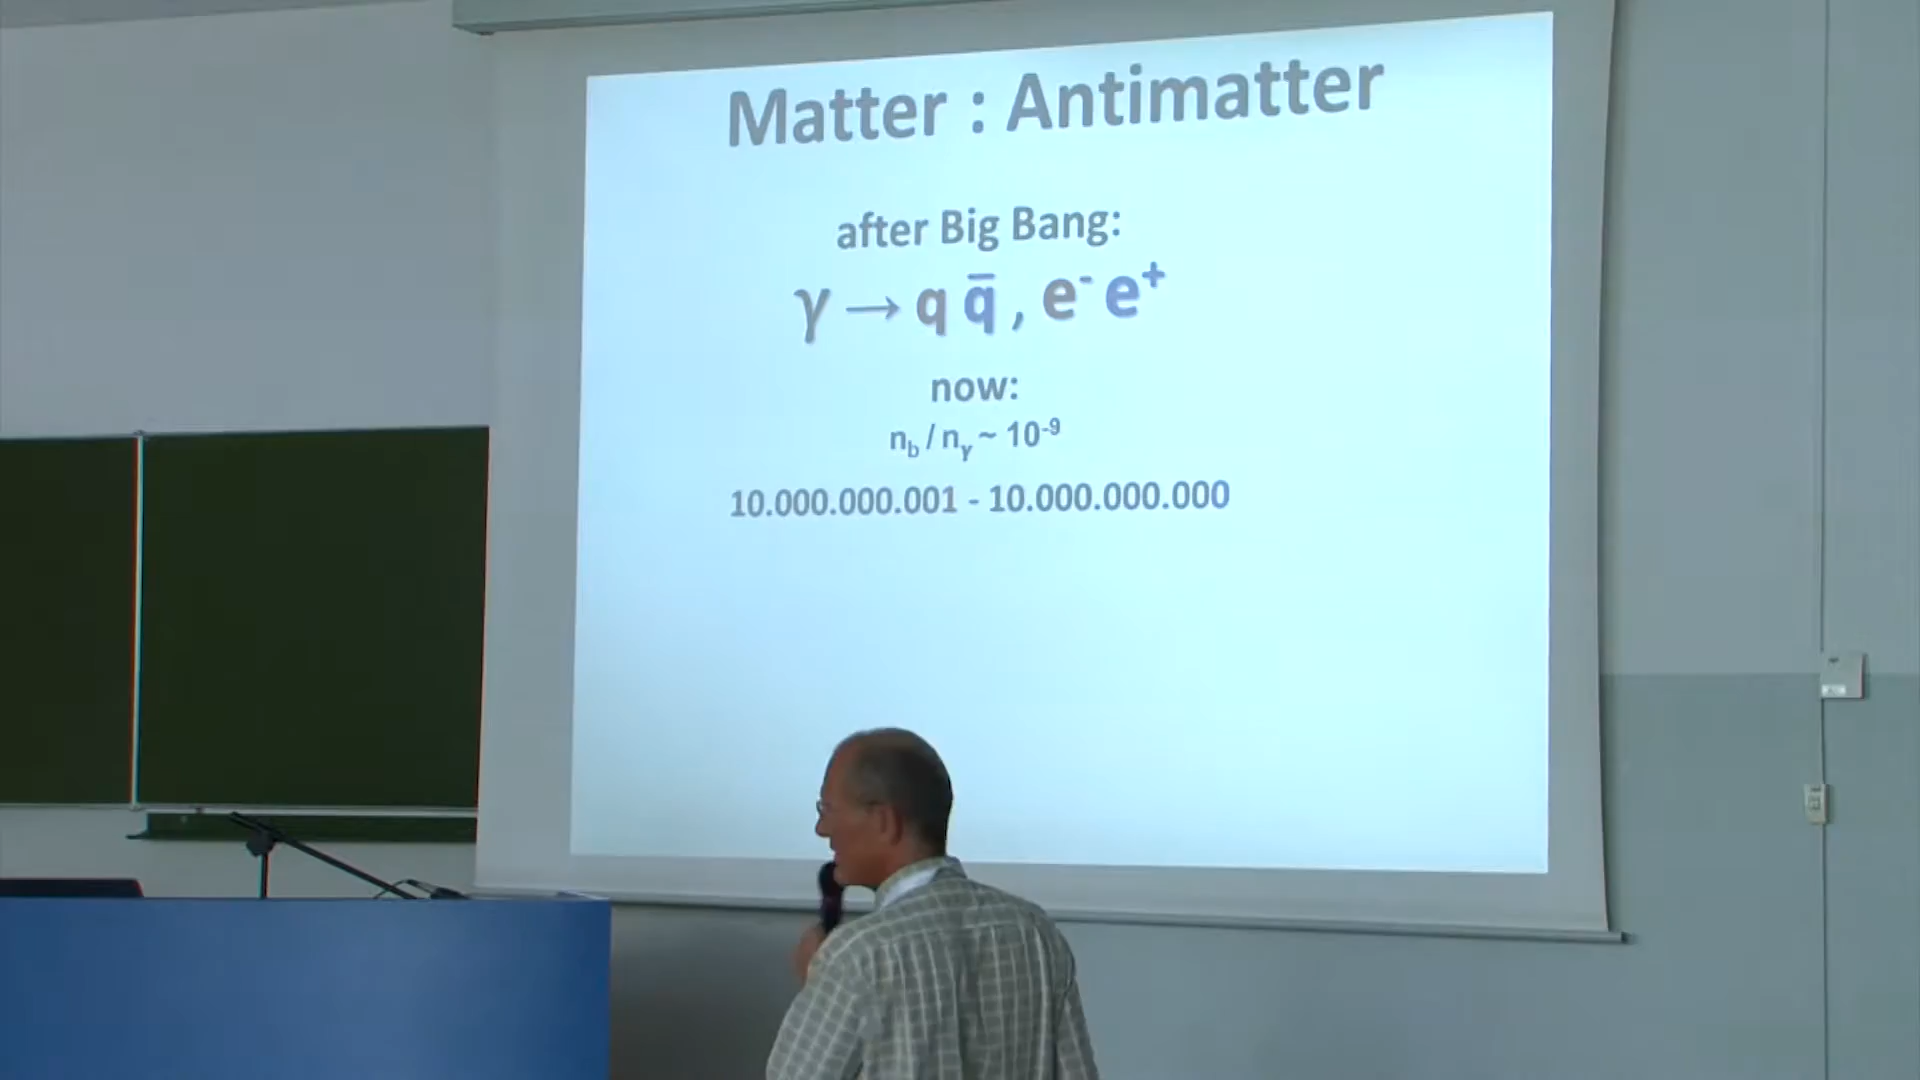 Matter : Antimatter
after Big Bang:
γ → q q̅ , e⁻ e⁺
now:
n_b / n_γ ~ 10⁻⁹
10.000.000.001 - 10.000.000.000